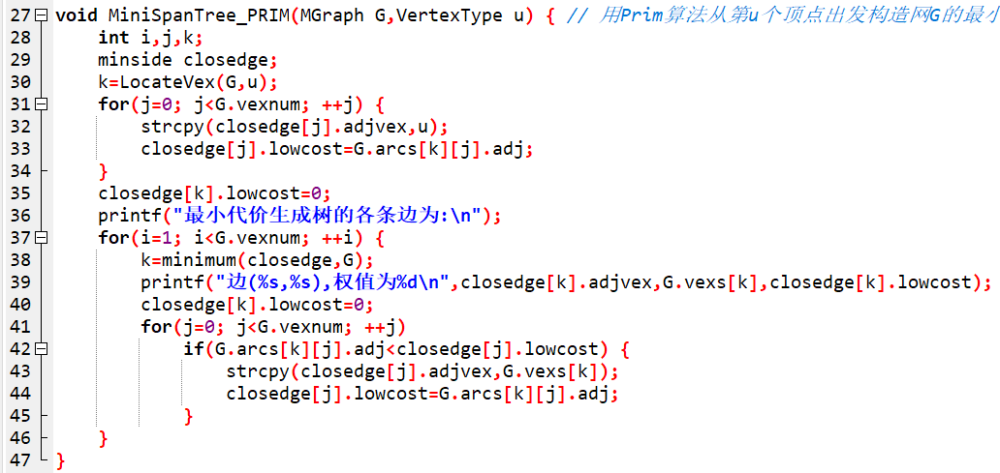 27 void MiniSpanTree_PRIM(MGraph G,VertexType u) { // 用Prim算法从第u个顶点出发构造网G的最小
28 int i,j,k;
29 minside closedge;
30 k=LocateVex(G,u);
31 for(j=0; j<G.vexnum; ++j) {
32 strcpy(closedge[j].adjvex,u);
33 closedge[j].lowcost=G.arcs[k][j].adj;
34 }
35 closedge[k].lowcost=0;
36 printf("最小代价生成树的各条边为:\n");
37 for(i=1; i<G.vexnum; ++i) {
38 k=minimum(closedge,G);
39 printf("边(%s,%s),权值为%d\n",closedge[k].adjvex,G.vexs[k],closedge[k].lowcost);
40 closedge[k].lowcost=0;
41 for(j=0; j<G.vexnum; ++j)
42 if(G.arcs[k][j].adj<closedge[j].lowcost) {
43 strcpy(closedge[j].adjvex,G.vexs[k]);
44 closedge[j].lowcost=G.arcs[k][j].adj;
45 }
46 }
47 }